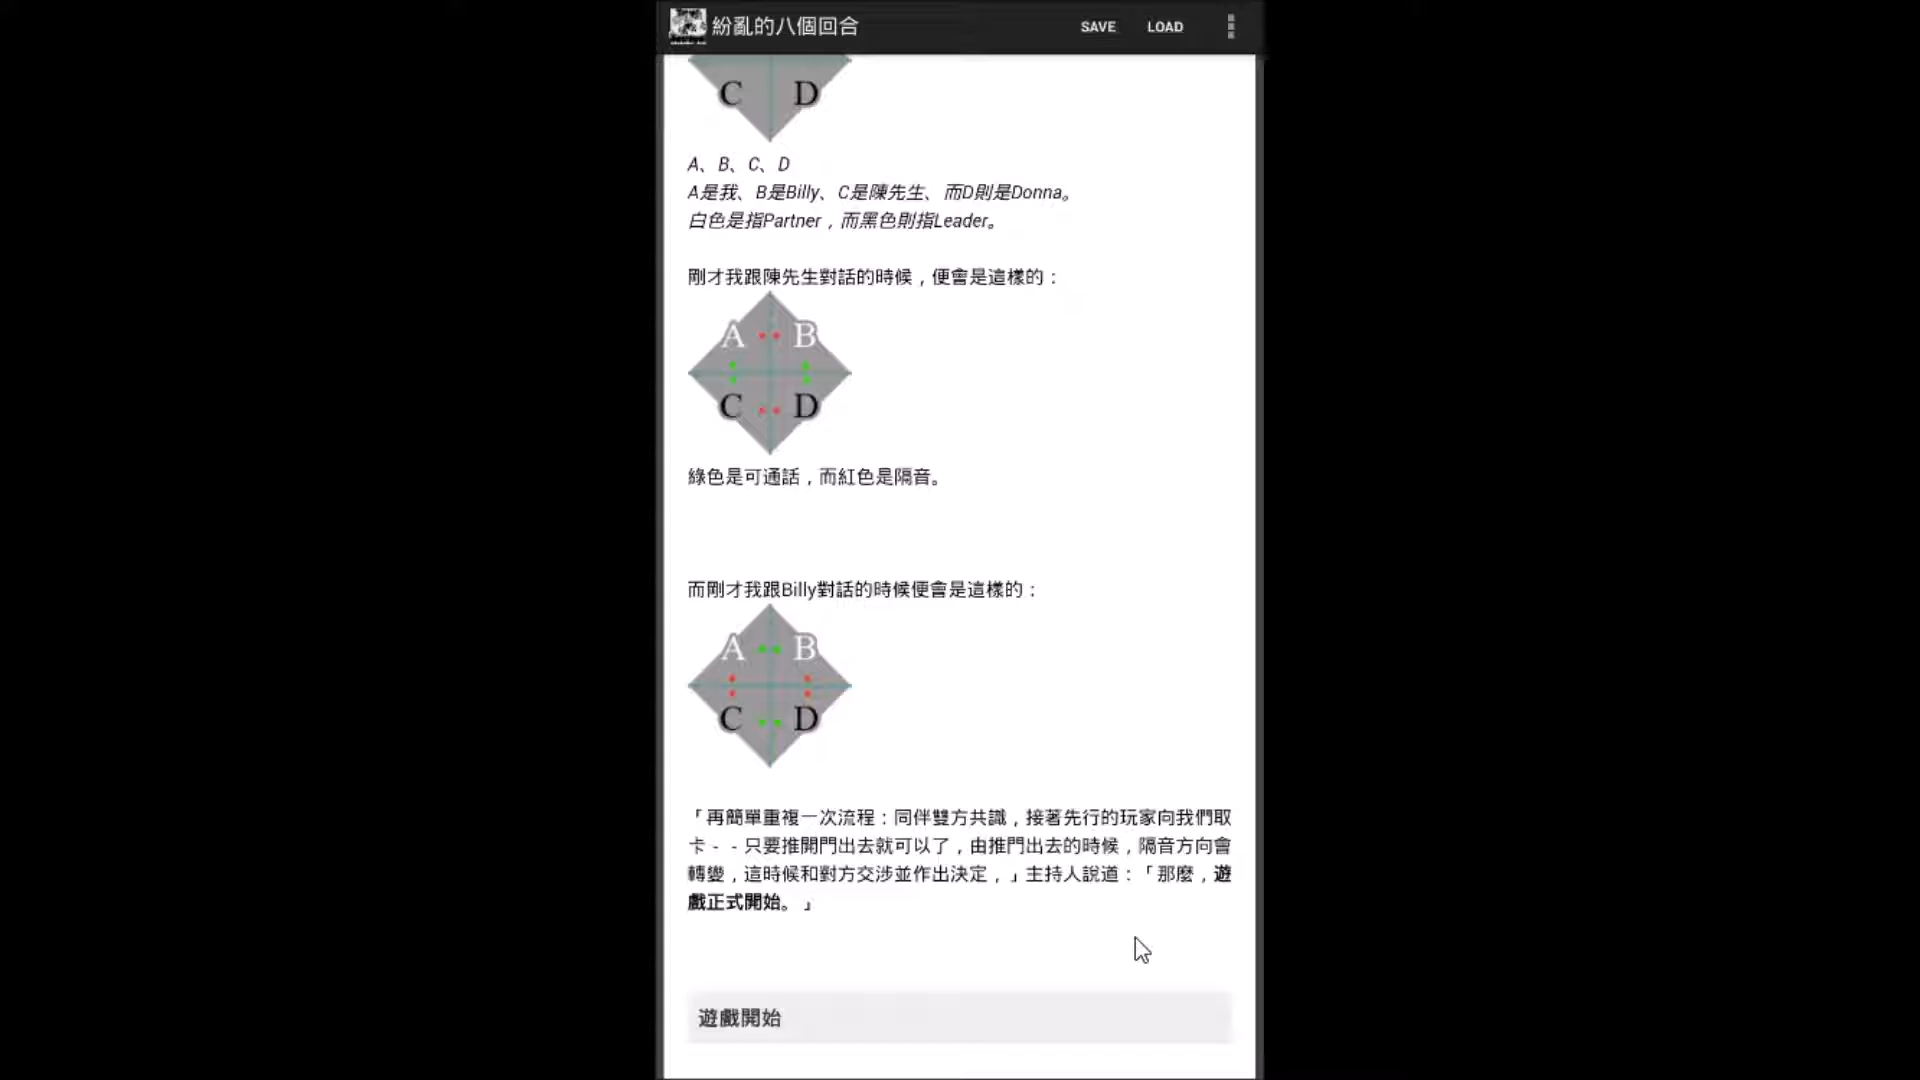 紛亂的八個回合 SAVE LOAD
C D
A、B、C、D
A是我、B是Billy、C是陳先生、而D則是Donna。
白色是指Partner，而黑色則指Leader。
剛才我跟陳先生對話的時候，便會是這樣的：
A B
C D
綠色是可通話，而紅色是隔音。
而剛才我跟Billy對話的時候便會是這樣的：
A B
C D
「再簡單重複一次流程：同伴雙方共識，接著先行的玩家向我們取
卡－－只要推開門出去就可以了，由推門出去的時候，隔音方向會
轉變，這時候和對方交涉並作出決定，」主持人說道：「那麼，遊
戲正式開始。」
遊戲開始